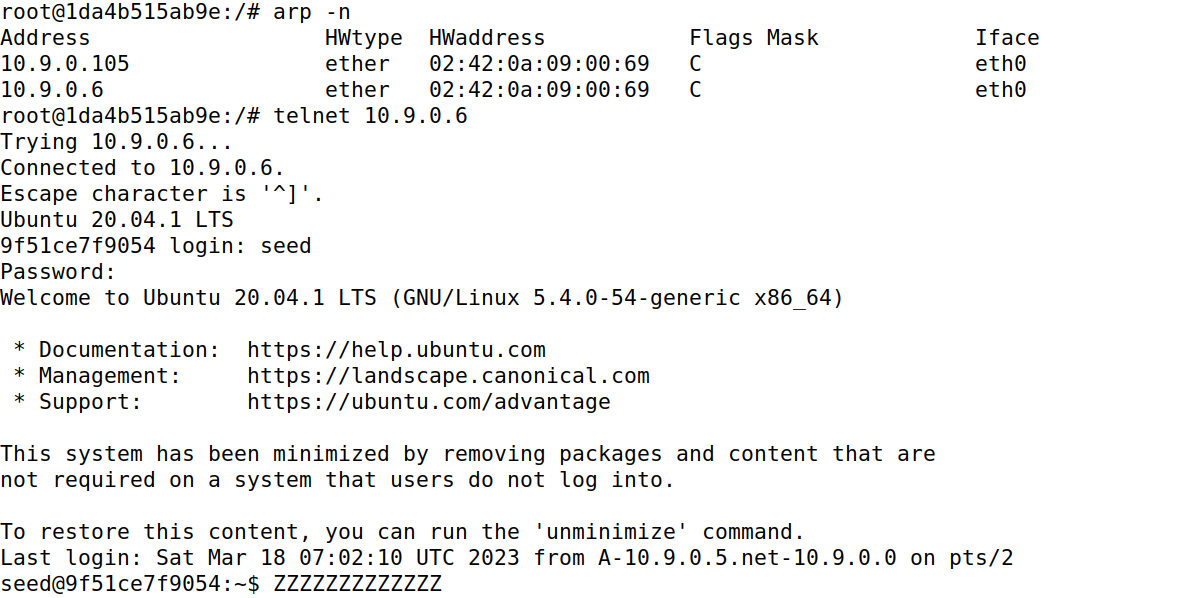 root@1da4b515ab9e:/# arp -n
Address                  HWtype  HWaddress           Flags Mask            Iface
10.9.0.105               ether   02:42:0a:09:00:69   C                     eth0
10.9.0.6                 ether   02:42:0a:09:00:69   C                     eth0
root@1da4b515ab9e:/# telnet 10.9.0.6
Trying 10.9.0.6...
Connected to 10.9.0.6.
Escape character is '^]'.
Ubuntu 20.04.1 LTS
9f51ce7f9054 login: seed
Password:
Welcome to Ubuntu 20.04.1 LTS (GNU/Linux 5.4.0-54-generic x86_64)

 * Documentation:  https://help.ubuntu.com
 * Management:     https://landscape.canonical.com
 * Support:        https://ubuntu.com/advantage

This system has been minimized by removing packages and content that are
not required on a system that users do not log into.

To restore this content, you can run the 'unminimize' command.
Last login: Sat Mar 18 07:02:10 UTC 2023 from A-10.9.0.5.net-10.9.0.0 on pts/2
seed@9f51ce7f9054:~$ ZZZZZZZZZZZZZ